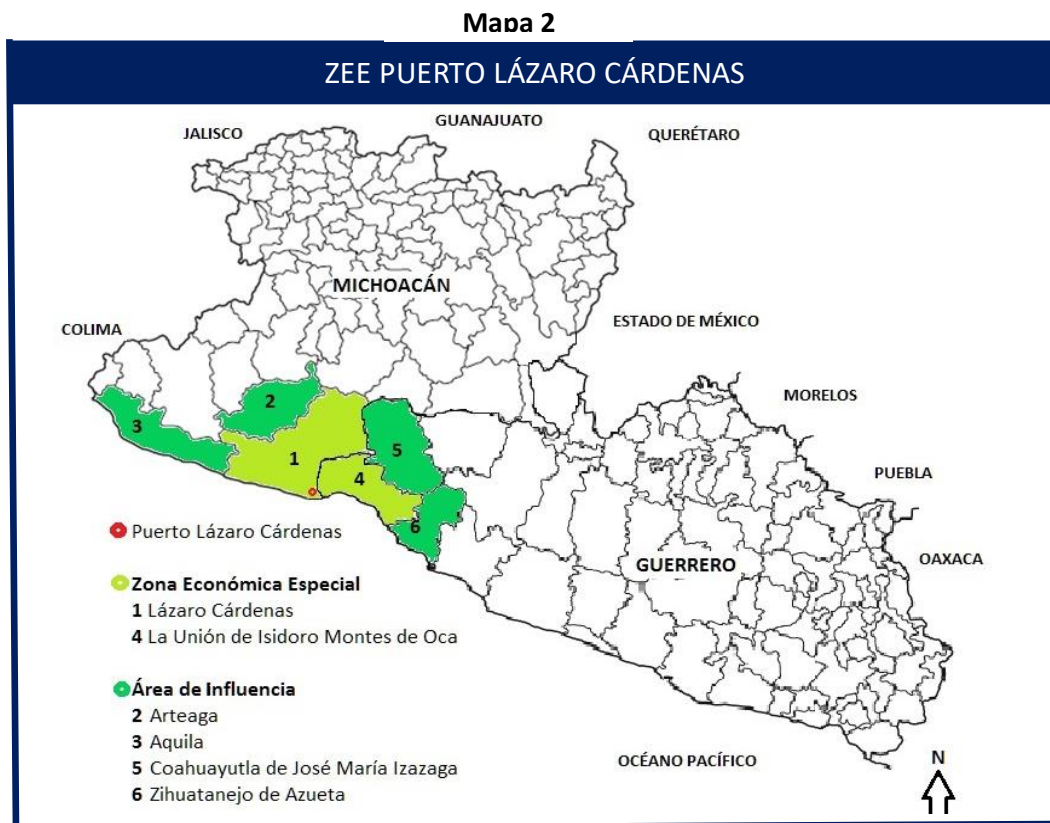 Mapa 2
ZEE PUERTO LÁZARO CÁRDENAS
JALISCO
GUANAJUATO
QUERÉTARO
MICHOACÁN
COLIMA
ESTADO DE MÉXICO
MORELOS
PUEBLA
OAXACA
GUERRERO
2
3
1
5
4
6
Puerto Lázaro Cárdenas
Zona Económica Especial
1 Lázaro Cárdenas
4 La Unión de Isidoro Montes de Oca
Área de Influencia
2 Arteaga
3 Aquila
5 Coahuayutla de José María Izazaga
6 Zihuatanejo de Azueta
OCÉANO PACÍFICO
N